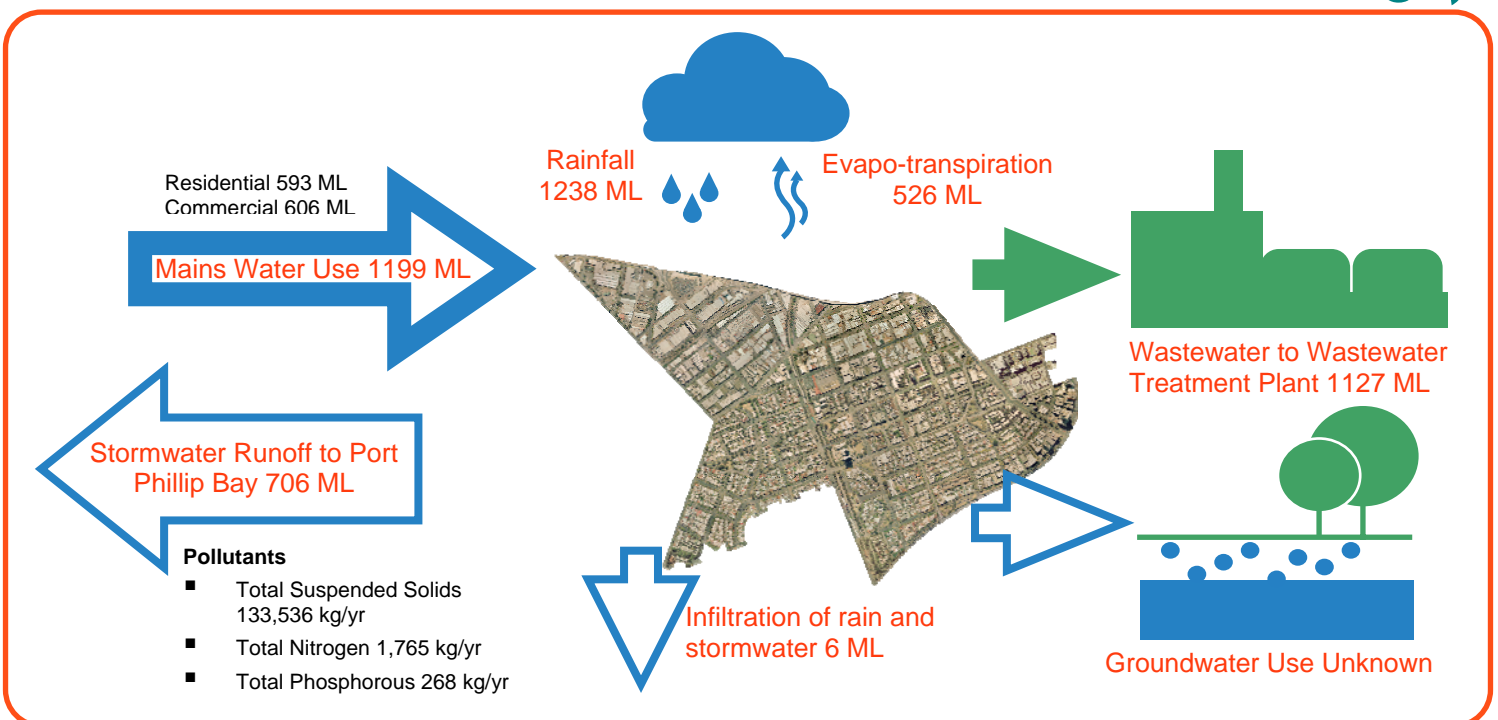 Rainfall
1238 ML
Evapo-transpiration
526 ML
Residential 593 ML
Commercial 606 ML
Mains Water Use 1199 ML
Wastewater to Wastewater
Treatment Plant 1127 ML
Stormwater Runoff to Port
Phillip Bay 706 ML
Pollutants
■ Total Suspended Solids
133,536 kg/yr
■ Total Nitrogen 1,765 kg/yr
■ Total Phosphorous 268 kg/yr
Infiltration of rain and
stormwater 6 ML
Groundwater Use Unknown